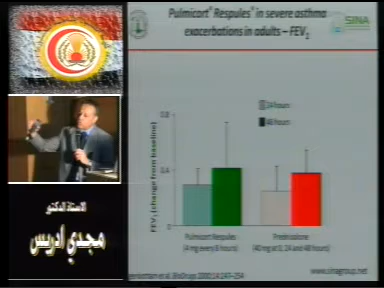 Pulmicort® Respules® in severe asthma
exacerbations in adults – FEV1
SINA
24 hours
48 hours
0.8
0.4
0
FEV1 (change from baseline)
Pulmicort Respules
(4 mg every 8 hours)
Prednisolone
(40 mg at 0, 24 and 48 hours)
www.sinagroup.net
الاستاذ الدكتور
مجدي ادريس